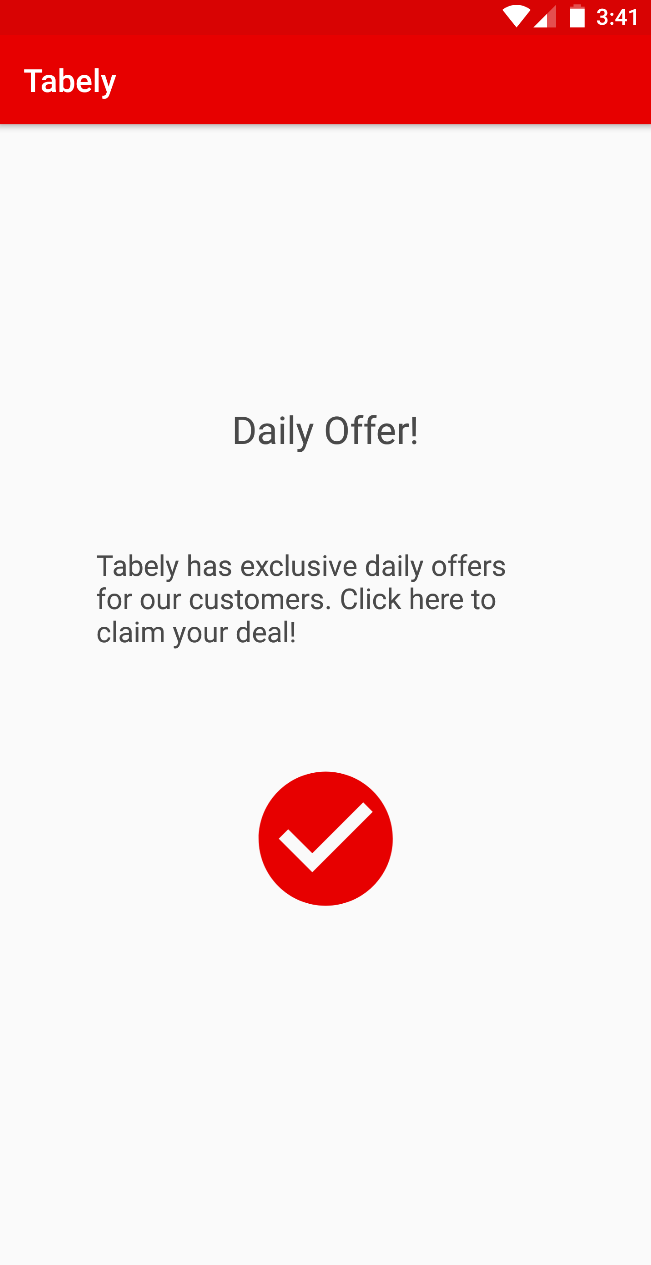 3:41
Tabely
Daily Offer!
Tabely has exclusive daily offers
for our customers. Click here to
claim your deal!